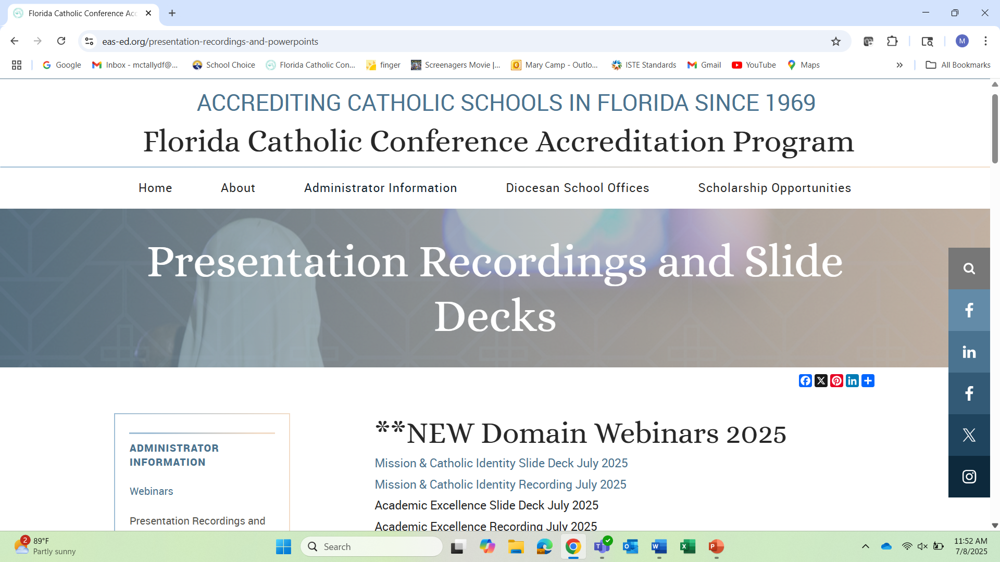 Florida Catholic Conference Acc
eas-ed.org/presentation-recordings-and-powerpoints
M
Google
Inbox - mctallydf@...
School Choice
Florida Catholic Con...
finger
Screenagers Movie |...
Mary Camp - Outlo...
ISTE Standards
Gmail
YouTube
Maps
All Bookmarks
ACCREDITING CATHOLIC SCHOOLS IN FLORIDA SINCE 1969
Florida Catholic Conference Accreditation Program
Home
About
Administrator Information
Diocesan School Offices
Scholarship Opportunities
Presentation Recordings and Slide
Decks
**NEW Domain Webinars 2025
ADMINISTRATOR
INFORMATION
Webinars
Presentation Recordings and
Mission & Catholic Identity Slide Deck July 2025
Mission & Catholic Identity Recording July 2025
Academic Excellence Slide Deck July 2025
Academic Excellence Recording July 2025
2
89°F
Partly sunny
Search
11:52 AM
7/8/2025